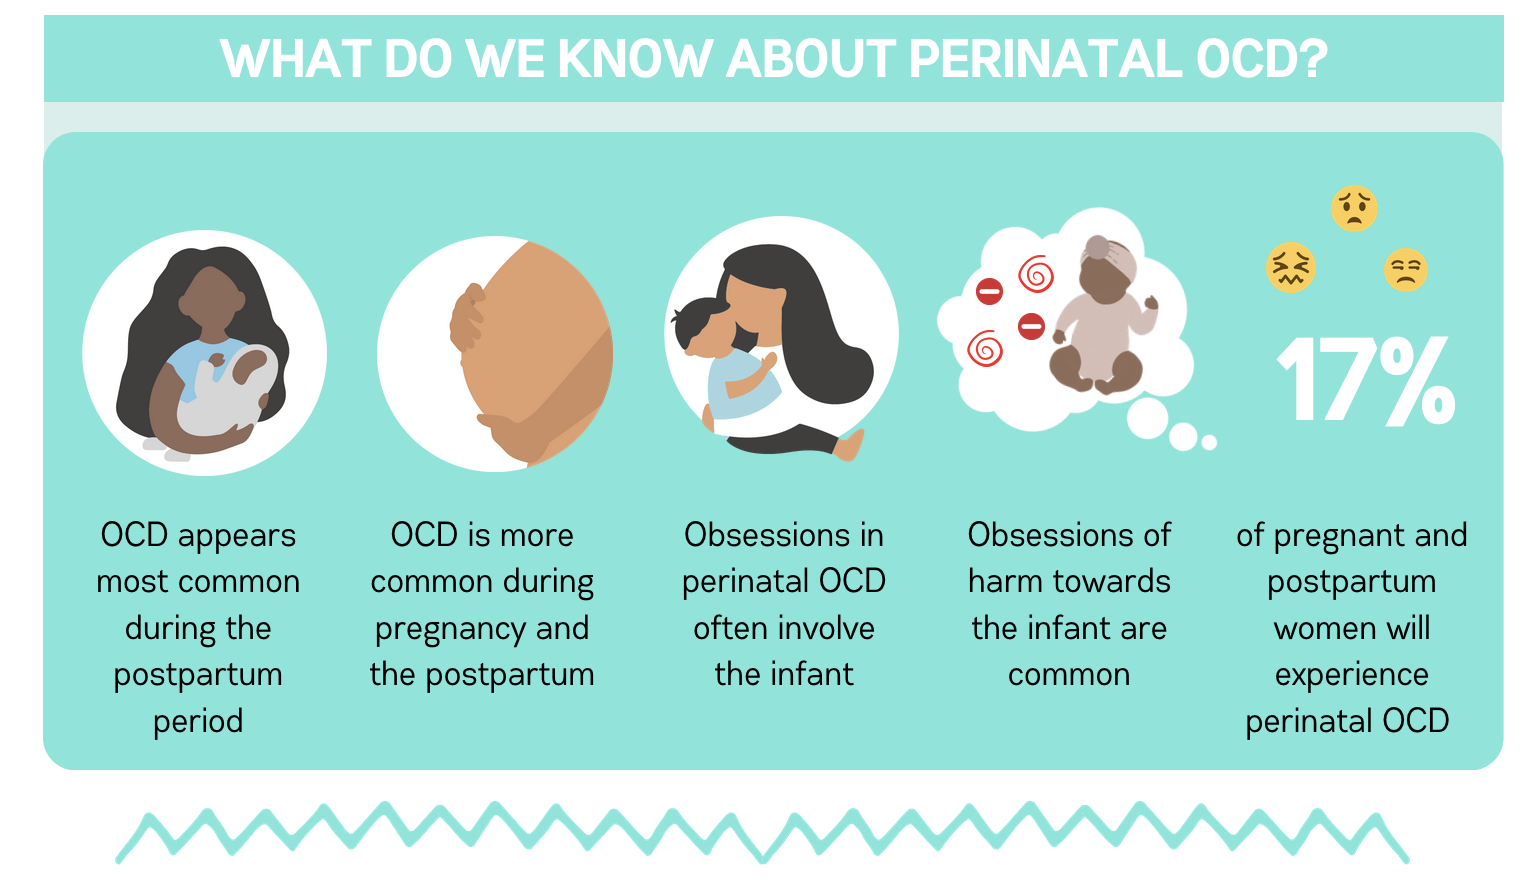 WHAT DO WE KNOW ABOUT PERINATAL OCD?
OCD appears
most common
during the
postpartum
period
OCD is more
common during
pregnancy and
the postpartum
Obsessions in
perinatal OCD
often involve
the infant
Obsessions of
harm towards
the infant are
common
17%
of pregnant and
postpartum
women will
experience
perinatal OCD